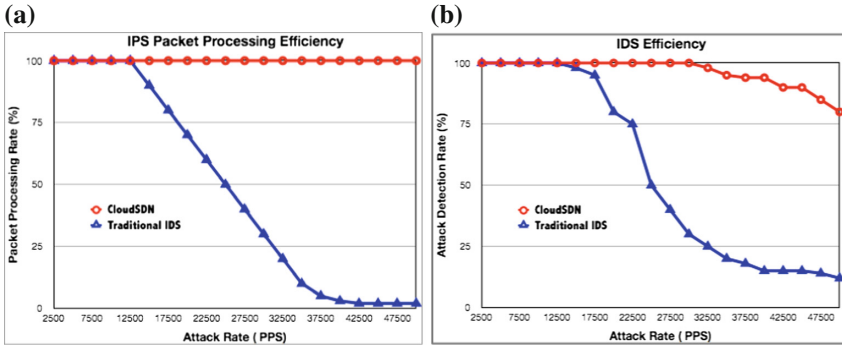 (a)
IPS Packet Processing Efficiency
Packet Processing Rate (%)
100
75
50
25
0
CloudSDN
Traditional IDS
2500 7500 12500 17500 22500 27500 32500 37500 42500 47500
Attack Rate ( PPS)
(b)
IDS Efficiency
Attack Detection Rate (%)
100
75
50
25
0
CloudSDN
Traditional IDS
2500 7500 12500 17500 22500 27500 32500 37500 42500 47500
Attack Rate (PPS)